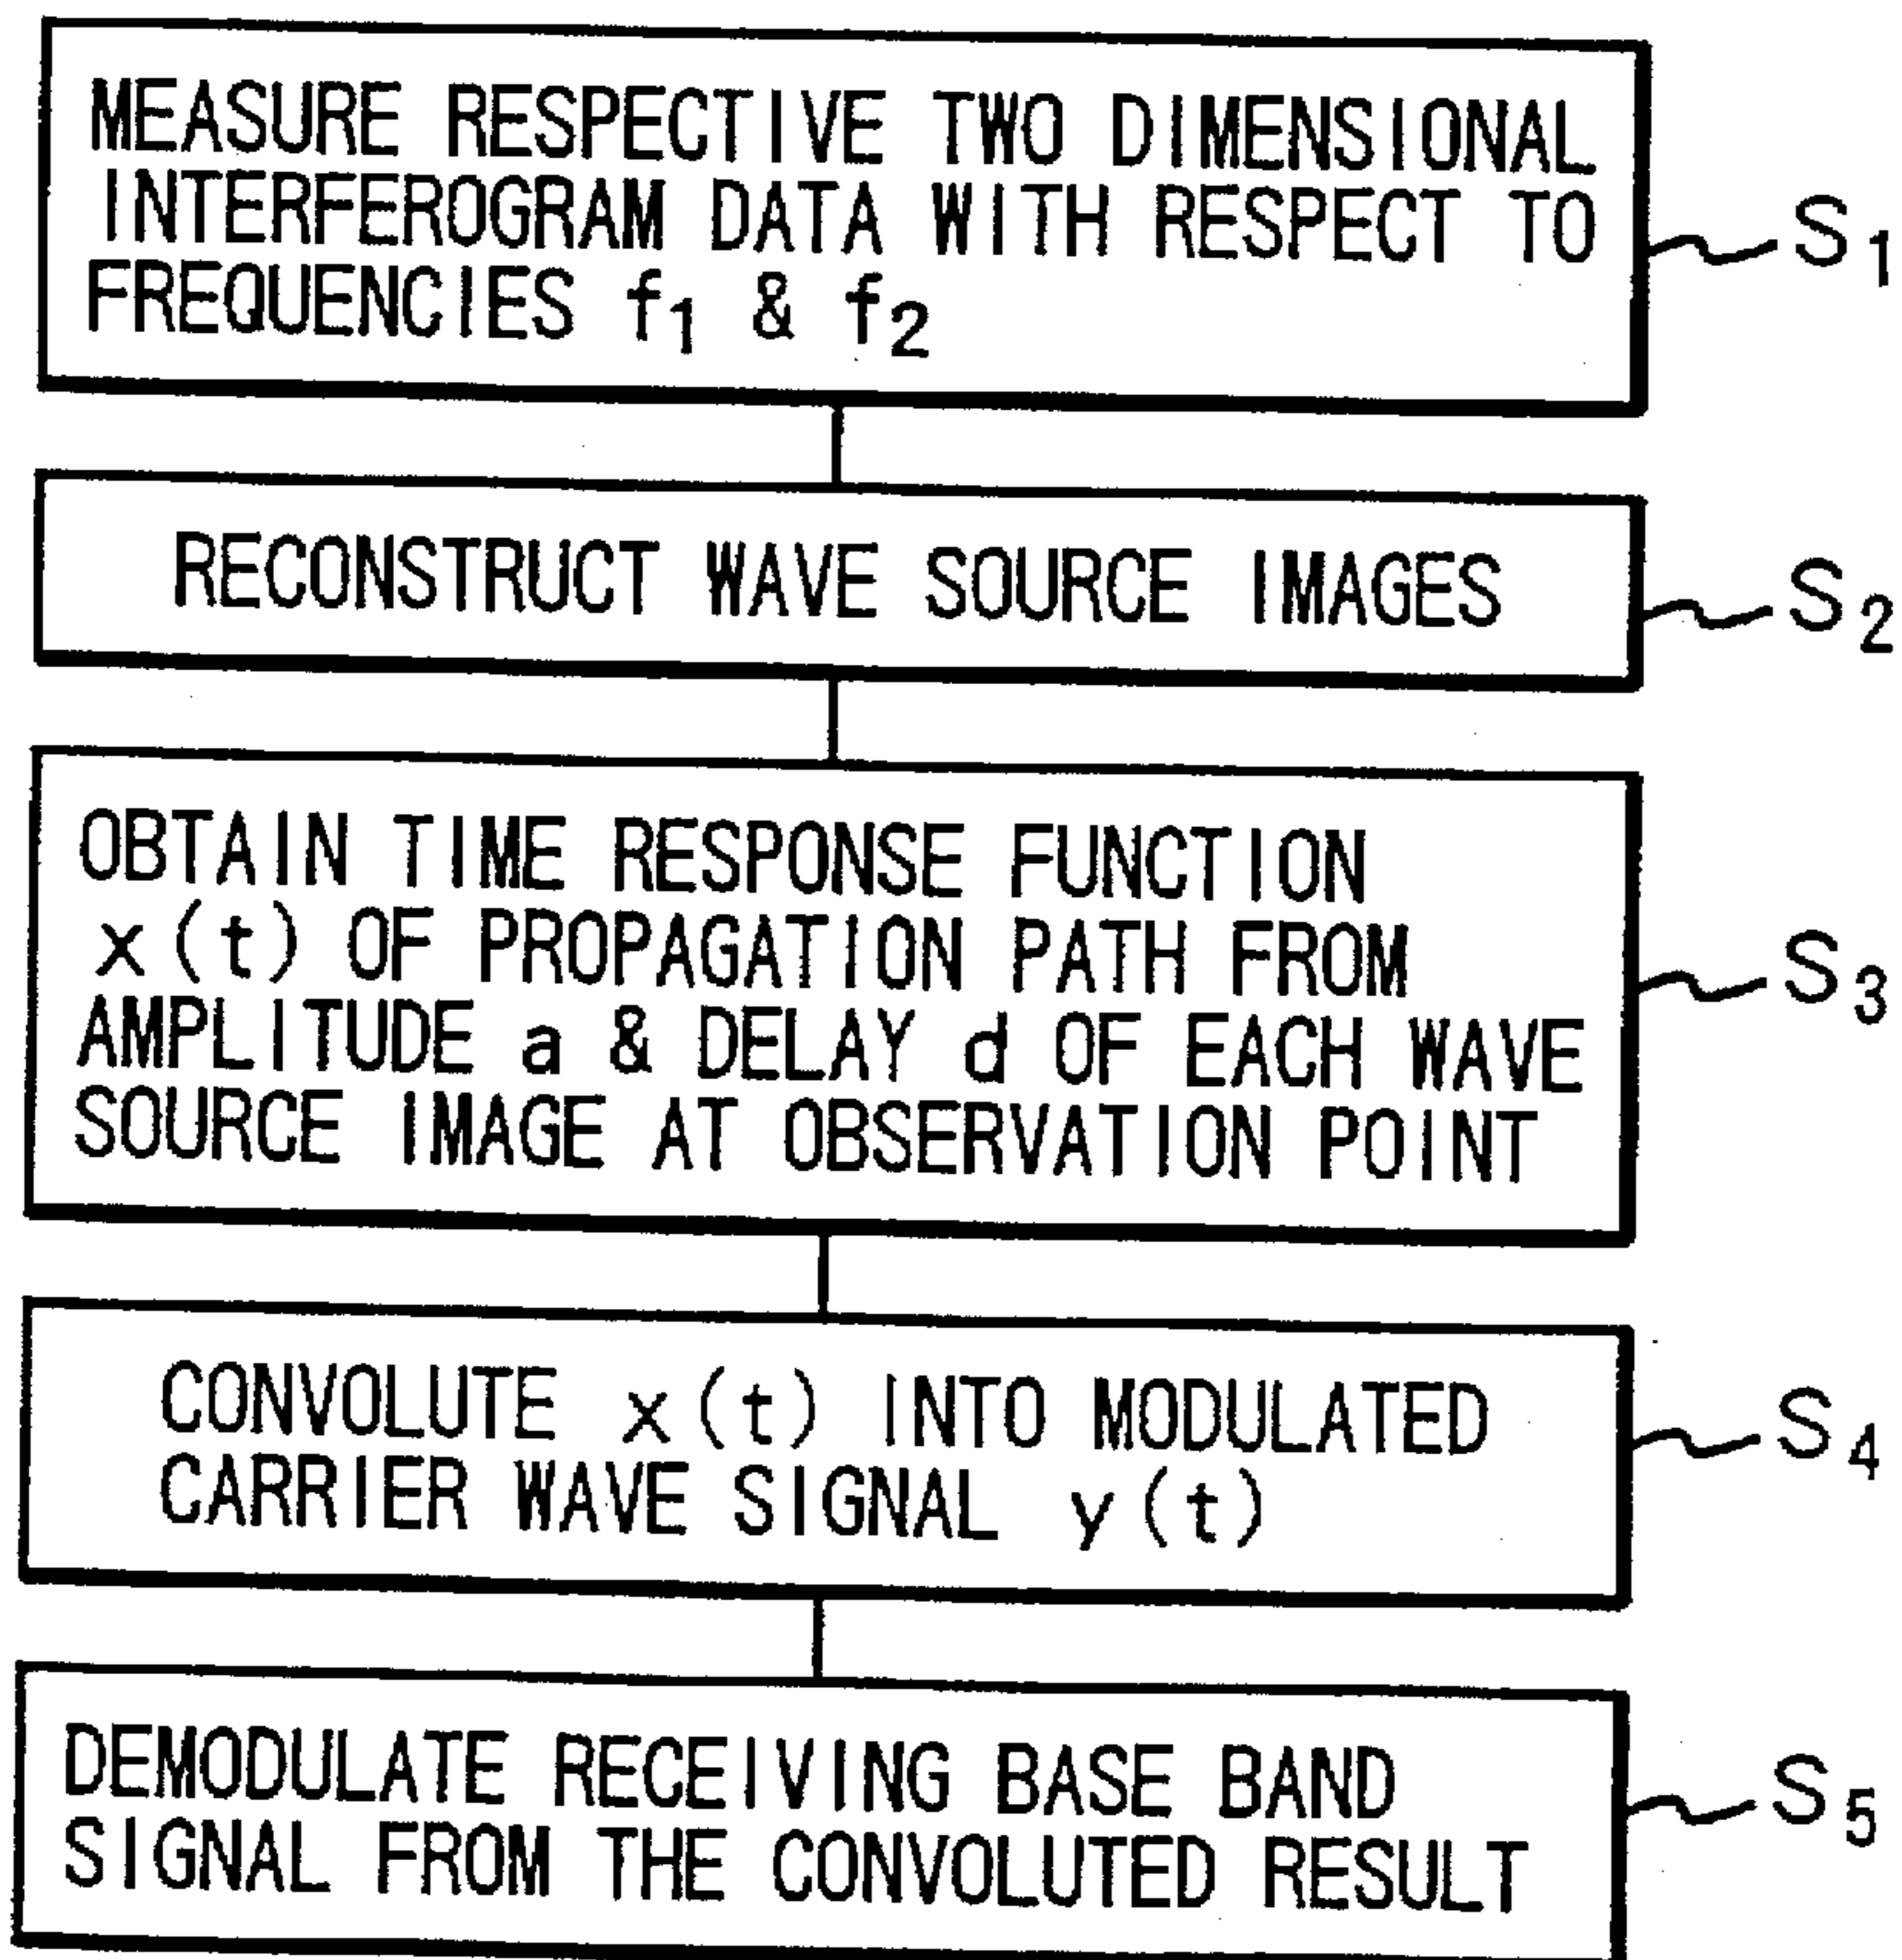 MEASURE RESPECTIVE TWO DIMENSIONAL
INTERFEROGRAM DATA WITH RESPECT TO
FREQUENCIES f1 & f2
S1
RECONSTRUCT WAVE SOURCE IMAGES
S2
OBTAIN TIME RESPONSE FUNCTION
x(t) OF PROPAGATION PATH FROM
AMPLITUDE a & DELAY d OF EACH WAVE
SOURCE IMAGE AT OBSERVATION POINT
S3
CONVOLUTE x(t) INTO MODULATED
CARRIER WAVE SIGNAL y(t)
S4
DEMODULATE RECEIVING BASE BAND
SIGNAL FROM THE CONVOLUTED RESULT
S5